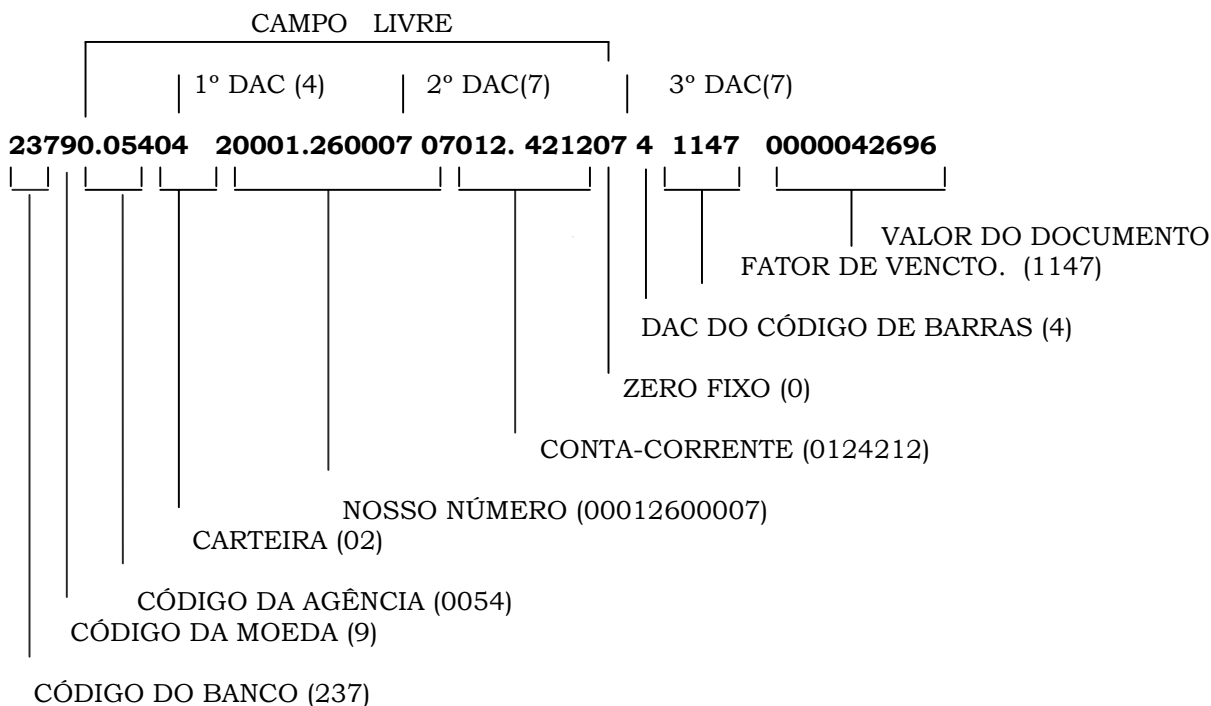 CAMPO LIVRE
1º DAC (4) 2º DAC(7) 3º DAC(7)
23790.05404 20001.260007 07012. 421207 4 1147 0000042696
VALOR DO DOCUMENTO
FATOR DE VENCTO. (1147)
DAC DO CÓDIGO DE BARRAS (4)
ZERO FIXO (0)
CONTA-CORRENTE (0124212)
NOSSO NÚMERO (00012600007)
CARTEIRA (02)
CÓDIGO DA AGÊNCIA (0054)
CÓDIGO DA MOEDA (9)
CÓDIGO DO BANCO (237)